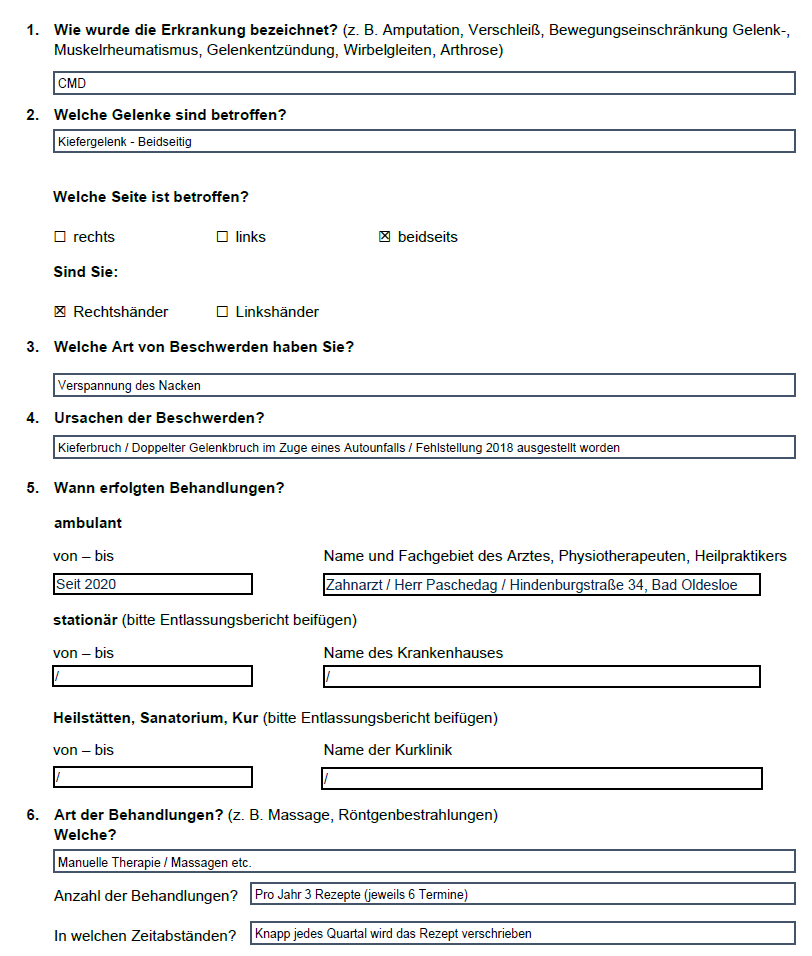 1. Wie wurde die Erkrankung bezeichnet? (z. B. Amputation, Verschleiß, Bewegungseinschränkung Gelenk-,
Muskelrheumatismus, Gelenkentzündung, Wirbelgleiten, Arthrose)
CMD
2. Welche Gelenke sind betroffen?
Kiefergelenk - Beidseitig
Welche Seite ist betroffen?
☐ rechts ☐ links ☒ beidseits
Sind Sie:
☒ Rechtshänder ☐ Linkshänder
3. Welche Art von Beschwerden haben Sie?
Verspannung des Nacken
4. Ursachen der Beschwerden?
Kieferbruch / Doppelter Gelenkbruch im Zuge eines Autounfalls / Fehlstellung 2018 ausgestellt worden
5. Wann erfolgten Behandlungen?
ambulant
von – bis Name und Fachgebiet des Arztes, Physiotherapeuten, Heilpraktikers
Seit 2020 Zahnarzt / Herr Paschedag / Hindenburgstraße 34, Bad Oldesloe
stationär (bitte Entlassungsbericht beifügen)
von – bis Name des Krankenhauses
/ /
Heilstätten, Sanatorium, Kur (bitte Entlassungsbericht beifügen)
von – bis Name der Kurklinik
/ /
6. Art der Behandlungen? (z. B. Massage, Röntgenbestrahlungen)
Welche?
Manuelle Therapie / Massagen etc.
Anzahl der Behandlungen? Pro Jahr 3 Rezepte (jeweils 6 Termine)
In welchen Zeitabständen? Knapp jedes Quartal wird das Rezept verschrieben